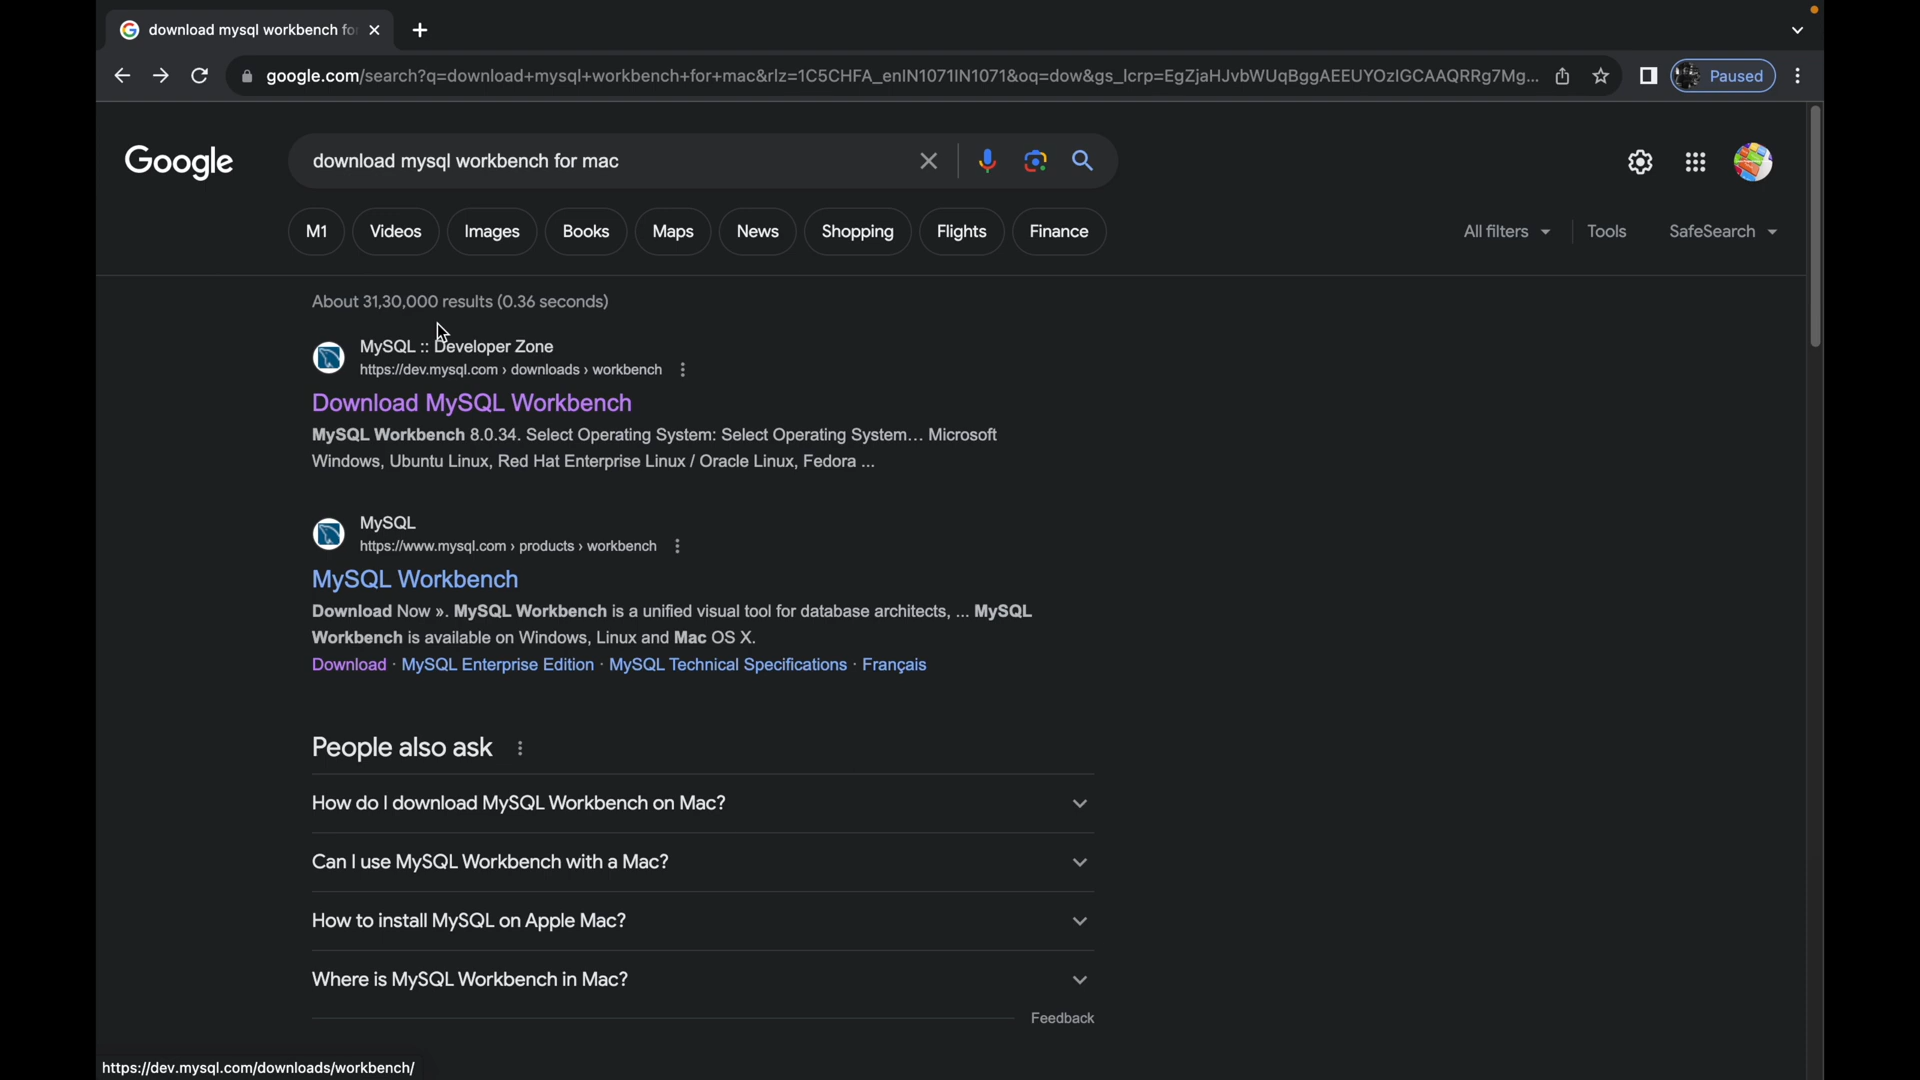 download mysql workbench for
google.com/search?q=download+mysql+workbench+for+mac&rlz=1C5CHFA_enIN1071IN1071&oq=dow&gs_lcrp=EgZjaHJvbWUqBggAEEUYOzIGCAAQRRg7Mg...
Paused
Google
download mysql workbench for mac
M1 Videos Images Books Maps News Shopping Flights Finance All filters Tools SafeSearch
About 31,30,000 results (0.36 seconds)
MySQL :: Developer Zone
https://dev.mysql.com › downloads › workbench
Download MySQL Workbench
MySQL Workbench 8.0.34. Select Operating System: Select Operating System… Microsoft
Windows, Ubuntu Linux, Red Hat Enterprise Linux / Oracle Linux, Fedora ...
MySQL
https://www.mysql.com › products › workbench
MySQL Workbench
Download Now ». MySQL Workbench is a unified visual tool for database architects, ... MySQL
Workbench is available on Windows, Linux and Mac OS X.
Download · MySQL Enterprise Edition · MySQL Technical Specifications · Français
People also ask
How do I download MySQL Workbench on Mac?
Can I use MySQL Workbench with a Mac?
How to install MySQL on Apple Mac?
Where is MySQL Workbench in Mac?
Feedback
https://dev.mysql.com/downloads/workbench/